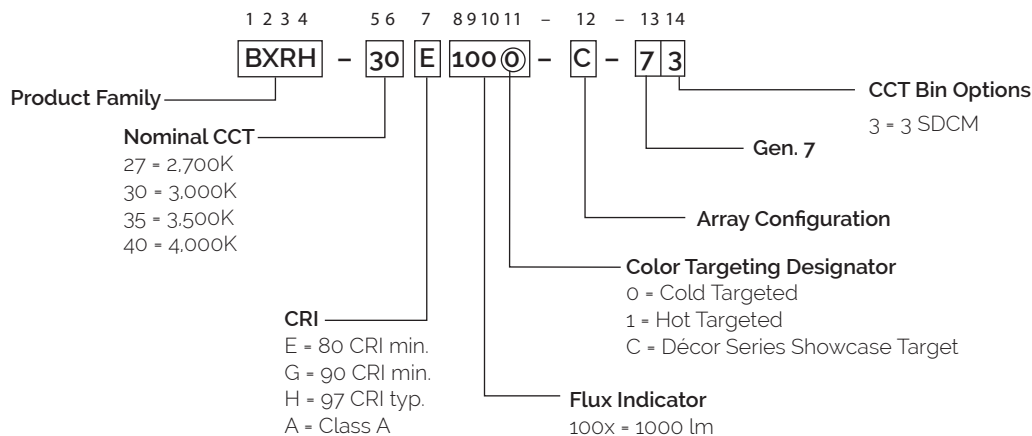 1 2 3 4 5 6 7 8 9 10 11 – 12 – 13 14
BXRH – 30 E 100 0 – C – 7 3
Product Family
Nominal CCT
27 = 2,700K
30 = 3,000K
35 = 3,500K
40 = 4,000K
CRI
E = 80 CRI min.
G = 90 CRI min.
H = 97 CRI typ.
A = Class A
Flux Indicator
100x = 1000 lm
Color Targeting Designator
0 = Cold Targeted
1 = Hot Targeted
C = Décor Series Showcase Target
Array Configuration
Gen. 7
CCT Bin Options
3 = 3 SDCM